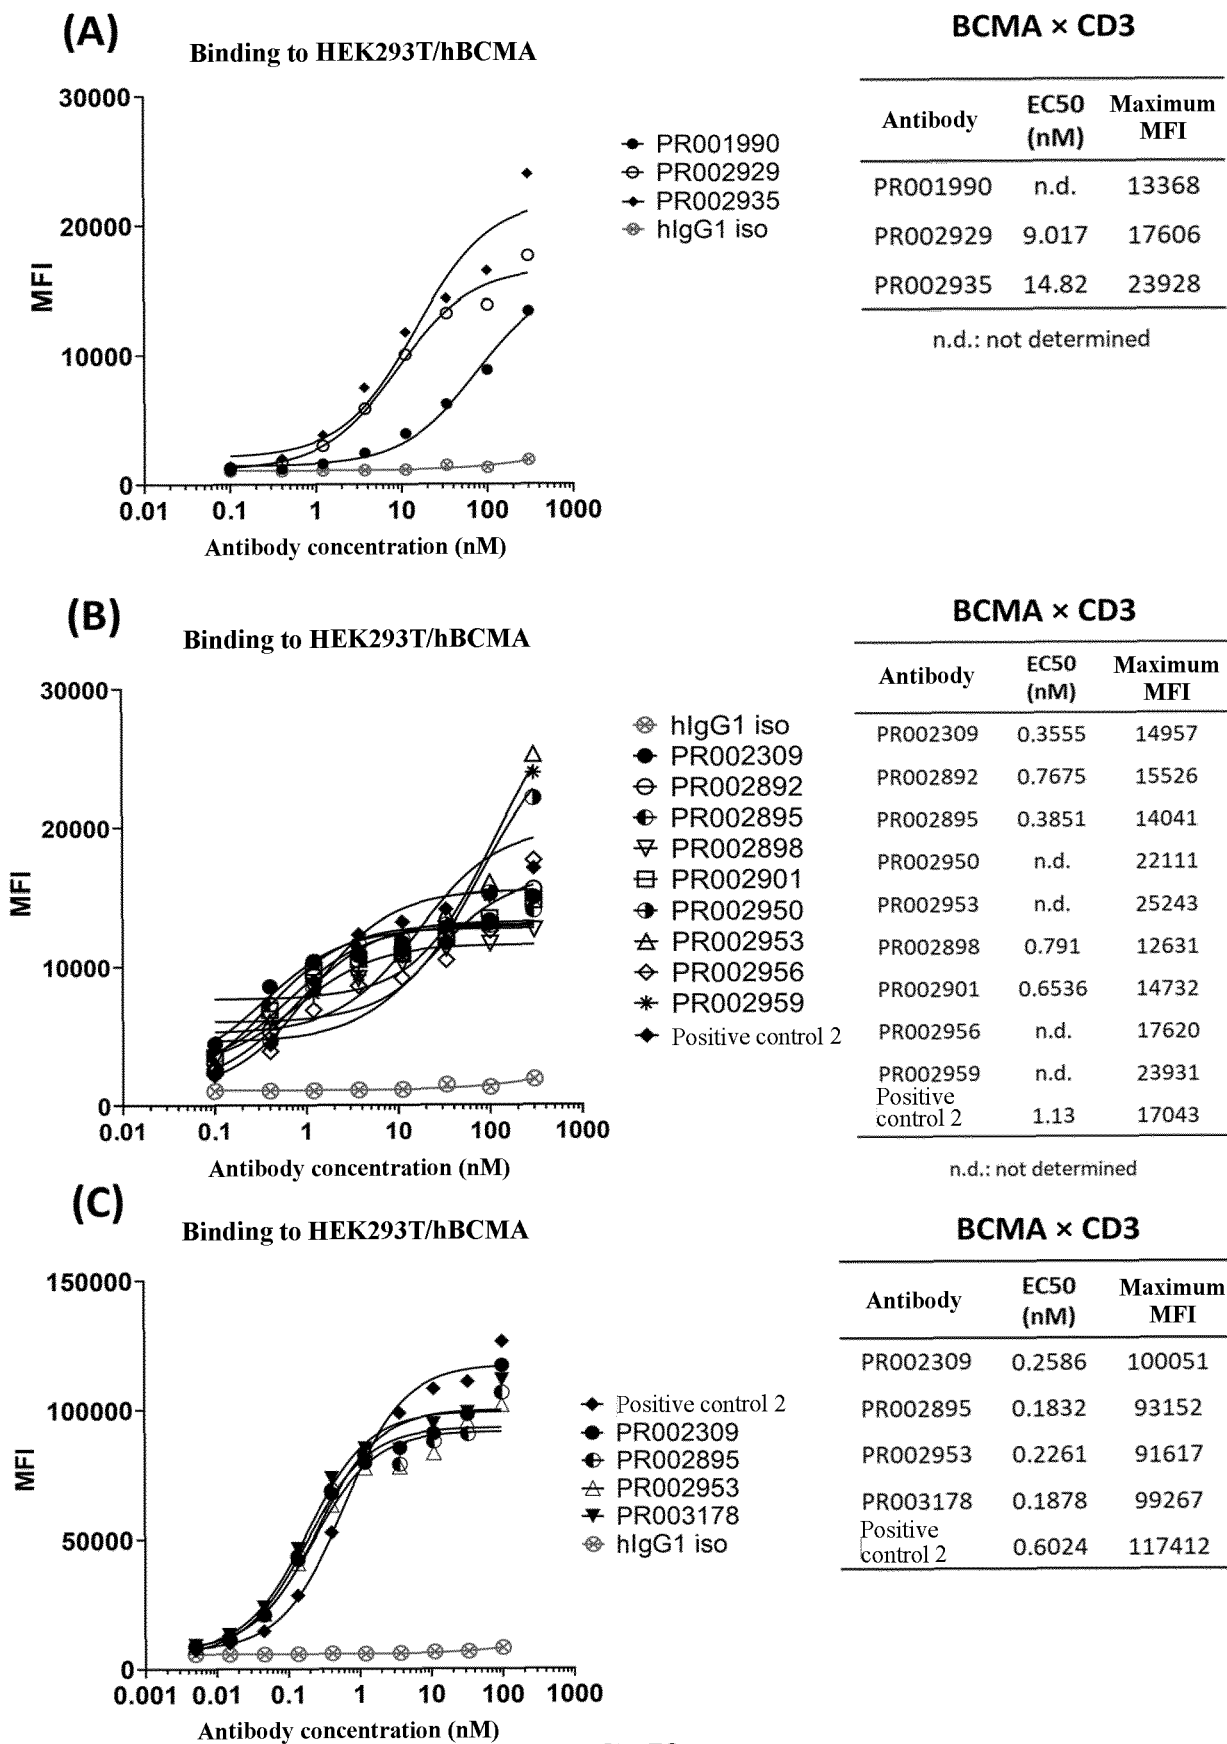 (A)
Binding to HEK293T/hBCMA
30000
20000
10000
0
MFI
0.01 0.1 1 10 100 1000
Antibody concentration (nM)
PR001990
PR002929
PR002935
hIgG1 iso
BCMA × CD3
Antibody EC50 (nM) Maximum MFI
PR001990 n.d. 13368
PR002929 9.017 17606
PR002935 14.82 23928
n.d.: not determined
(B)
Binding to HEK293T/hBCMA
30000
20000
10000
0
MFI
0.01 0.1 1 10 100 1000
Antibody concentration (nM)
hIgG1 iso
PR002309
PR002892
PR002895
PR002898
PR002901
PR002950
PR002953
PR002956
PR002959
Positive control 2
BCMA × CD3
Antibody EC50 (nM) Maximum MFI
PR002309 0.3555 14957
PR002892 0.7675 15526
PR002895 0.3851 14041
PR002950 n.d. 22111
PR002953 n.d. 25243
PR002898 0.791 12631
PR002901 0.6536 14732
PR002956 n.d. 17620
PR002959 n.d. 23931
Positive control 2 1.13 17043
n.d.: not determined
(C)
Binding to HEK293T/hBCMA
150000
100000
50000
0
MFI
0.001 0.01 0.1 1 10 100 1000
Antibody concentration (nM)
Positive control 2
PR002309
PR002895
PR002953
PR003178
hIgG1 iso
BCMA × CD3
Antibody EC50 (nM) Maximum MFI
PR002309 0.2586 100051
PR002895 0.1832 93152
PR002953 0.2261 91617
PR003178 0.1878 99267
Positive control 2 0.6024 117412